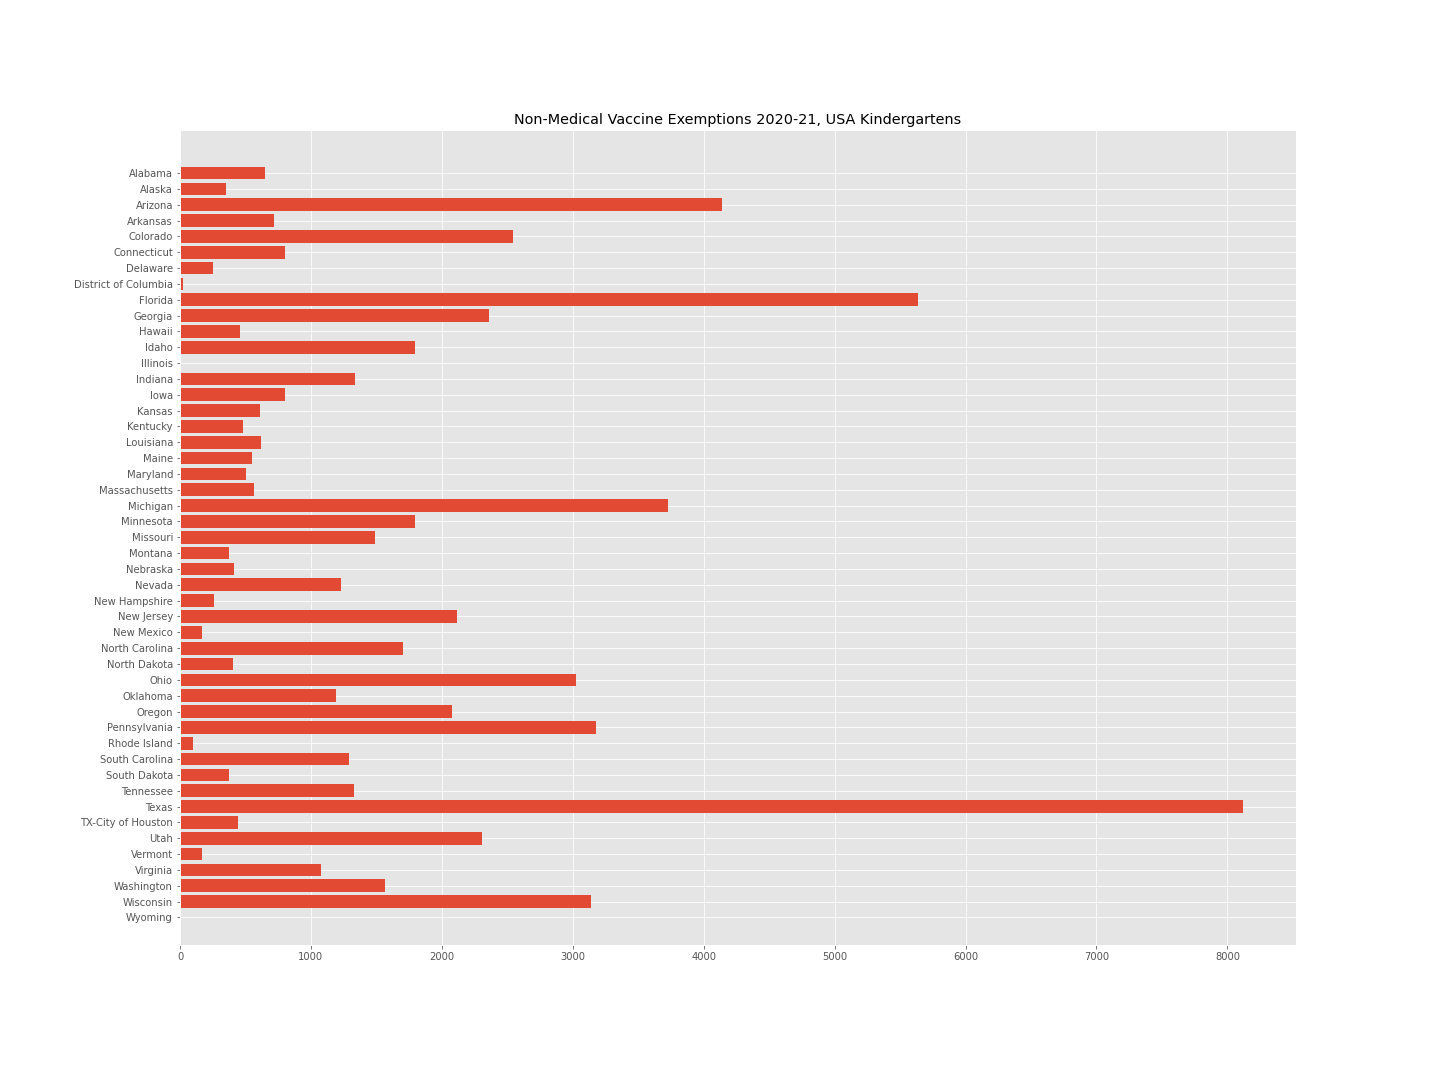 Non-Medical Vaccine Exemptions 2020-21, USA Kindergartens
Alabama
Alaska
Arizona
Arkansas
Colorado
Connecticut
Delaware
District of Columbia
Florida
Georgia
Hawaii
Idaho
Illinois
Indiana
Iowa
Kansas
Kentucky
Louisiana
Maine
Maryland
Massachusetts
Michigan
Minnesota
Missouri
Montana
Nebraska
Nevada
New Hampshire
New Jersey
New Mexico
North Carolina
North Dakota
Ohio
Oklahoma
Oregon
Pennsylvania
Rhode Island
South Carolina
South Dakota
Tennessee
Texas
TX-City of Houston
Utah
Vermont
Virginia
Washington
Wisconsin
Wyoming
0 1000 2000 3000 4000 5000 6000 7000 8000